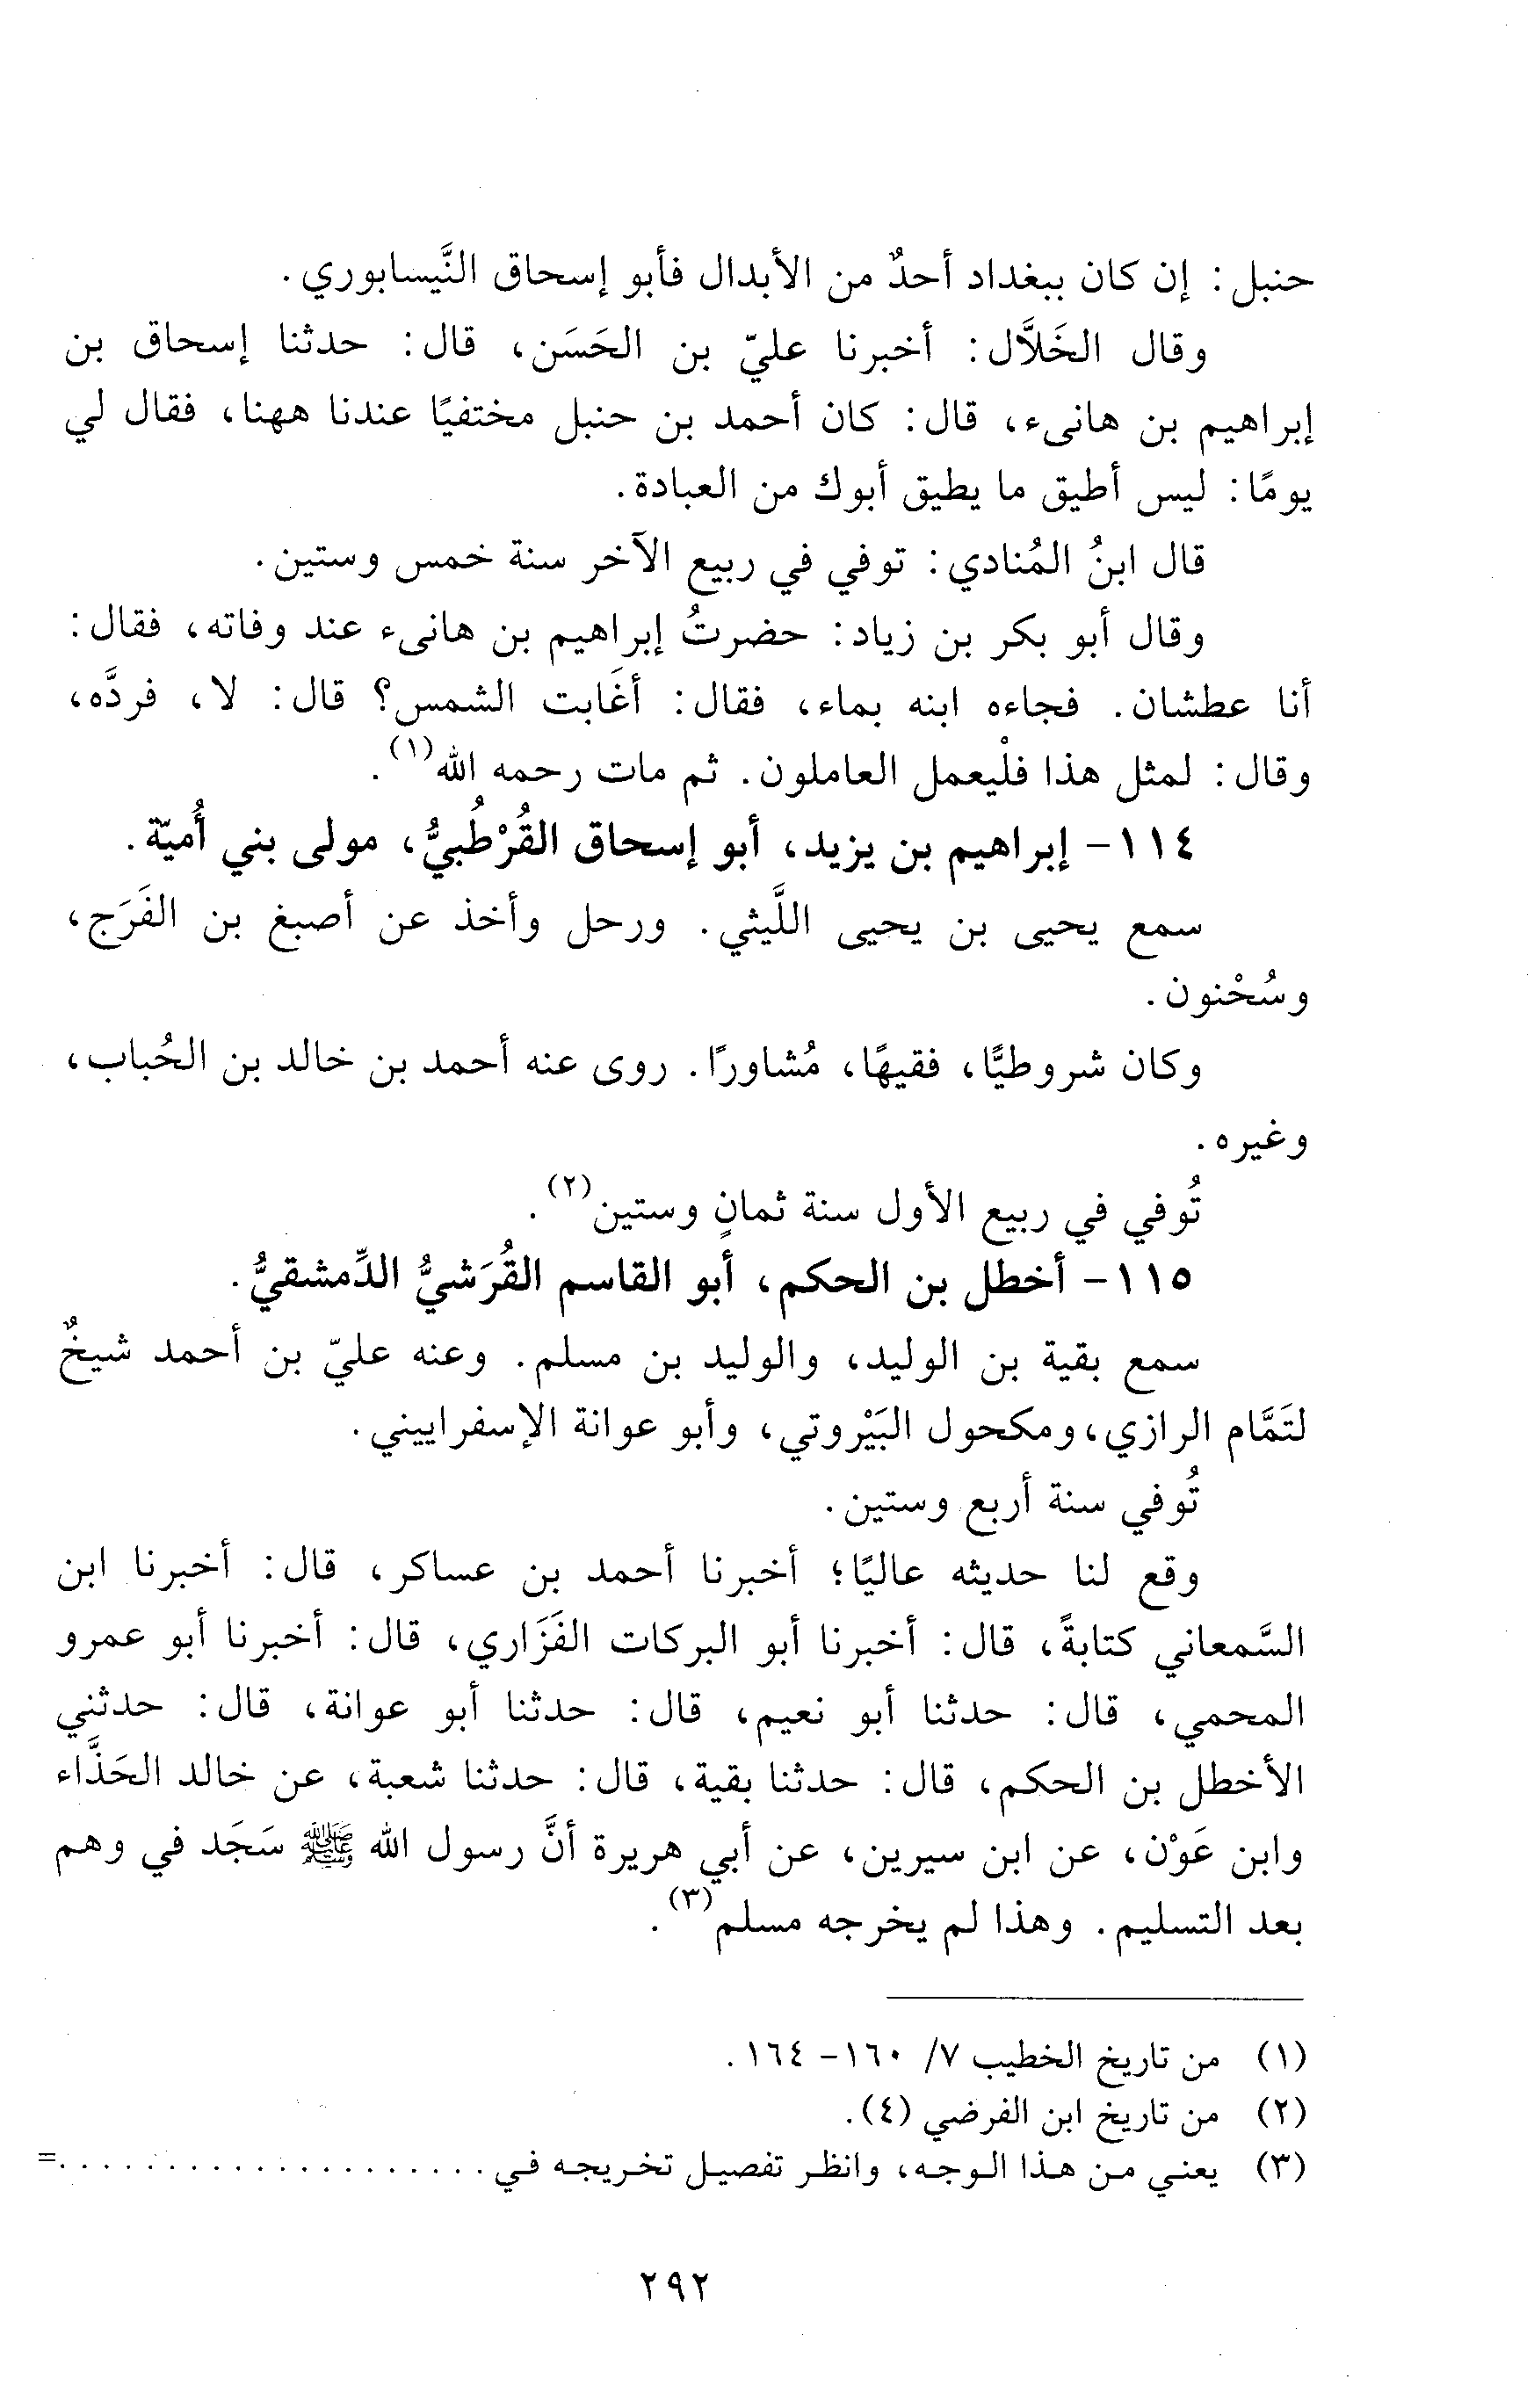 حنبل: إن كان ببغداد أحدٌ من الأبدال فأبو إسحاق النَّيسابوري.
وقال الخَلاَّل: أخبرنا عليّ بن الحَسَن، قال: حدثنا إسحاق بن
إبراهيم بن هانىء، قال: كان أحمد بن حنبل مختفيًا عندنا ههنا، فقال لي
يومًا: ليس أطيق ما يطيق أبوك من العبادة.
قال ابنُ المُنادي: توفي في ربيع الآخر سنة خمس وستين.
وقال أبو بكر بن زياد: حضرتُ إبراهيم بن هانىء عند وفاته، فقال:
أنا عطشان. فجاءه ابنه بماء، فقال: أغَابت الشمس؟ قال: لا، فردَّه،
وقال: لمثل هذا فلْيعمل العاملون. ثم مات رحمه الله(١).
١١٤- إبراهيم بن يزيد، أبو إسحاق القُرْطُبيُّ، مولى بني أُميّة.
سمع يحيى بن يحيى اللَّيثي. ورحل وأخذ عن أصبغ بن الفَرَج،
وسُحْنون.
وكان شروطيًّا، فقيهًا، مُشاورًا. روى عنه أحمد بن خالد بن الحُباب،
وغيره.
تُوفي في ربيع الأول سنة ثمانٍ وستين(٢).
١١٥- أخطل بن الحكم، أبو القاسم القُرَشيُّ الدِّمشقيُّ.
سمع بقية بن الوليد، والوليد بن مسلم. وعنه عليّ بن أحمد شيخٌ
لتَمَّام الرازي، ومكحول البَيْروتي، وأبو عوانة الإسفراييني.
تُوفي سنة أربع وستين.
وقع لنا حديثه عاليًا؛ أخبرنا أحمد بن عساكر، قال: أخبرنا ابن
السَّمعاني كتابةً، قال: أخبرنا أبو البركات الفَزَاري، قال: أخبرنا أبو عمرو
المحمي، قال: حدثنا أبو نعيم، قال: حدثنا أبو عوانة، قال: حدثني
الأخطل بن الحكم، قال: حدثنا بقية، قال: حدثنا شعبة، عن خالد الحَذَّاء
وابن عَوْن، عن ابن سيرين، عن أبي هريرة أنَّ رسول الله ﷺ سَجَد في وهم
بعد التسليم. وهذا لم يخرجه مسلم(٣).
(١) من تاريخ الخطيب ٧/ ١٦٠- ١٦٤.
(٢) من تاريخ ابن الفرضي (٤).
(٣) يعني من هذا الوجه، وانظر تفصيل تخريجه في ....................=
٢٩٢